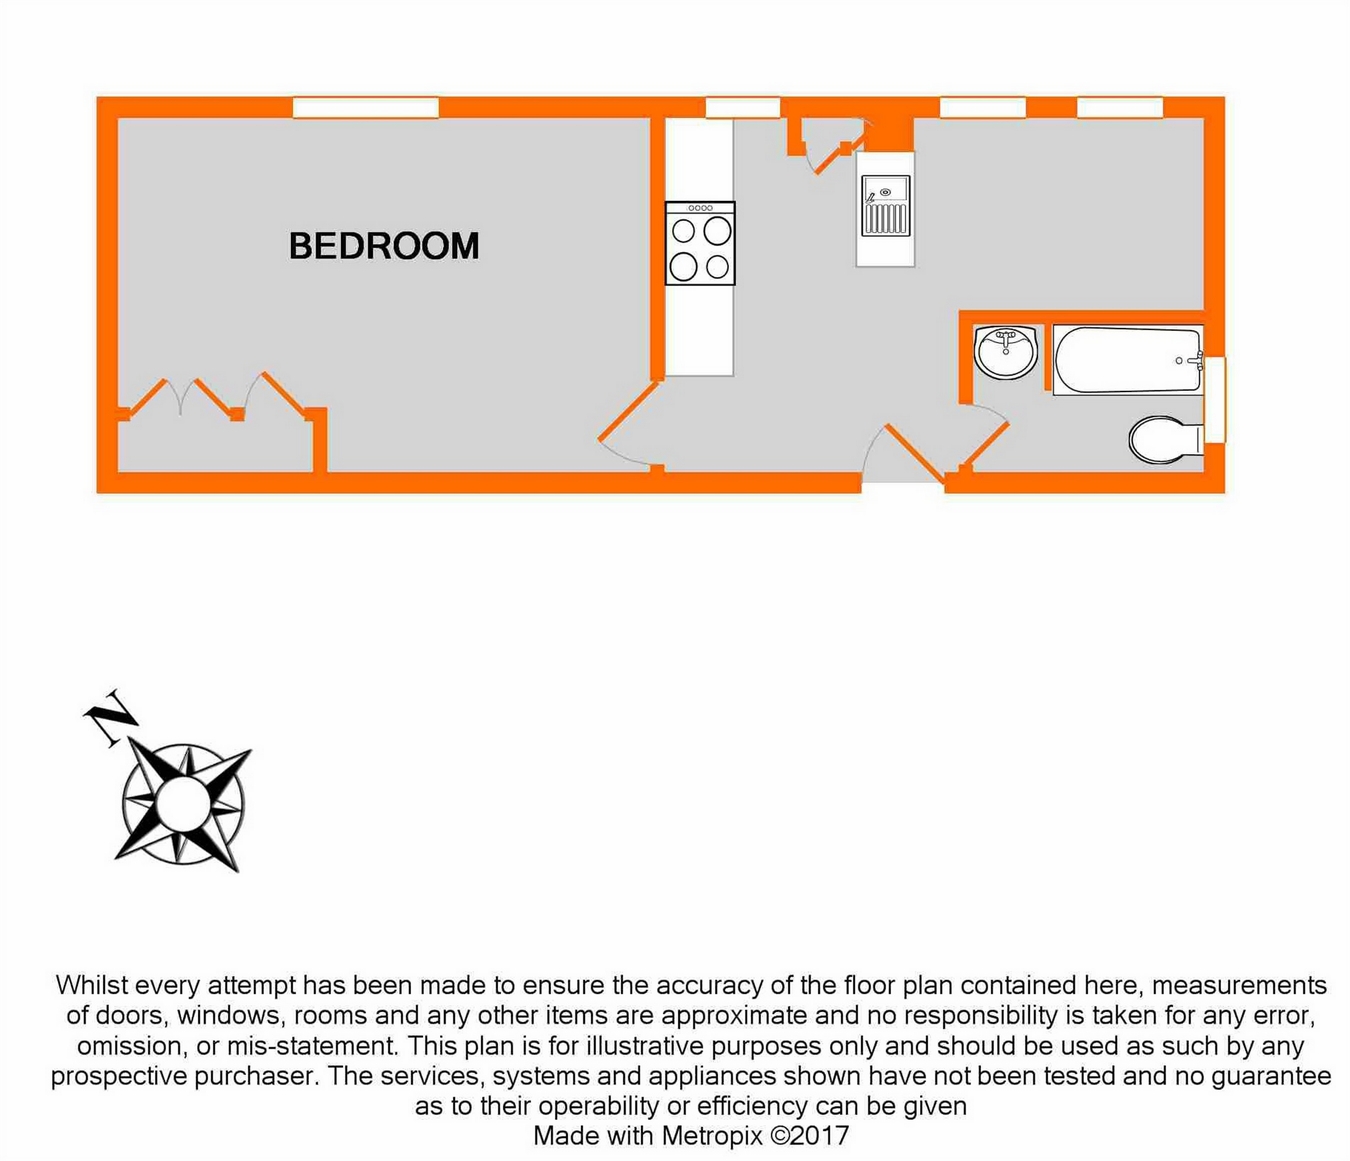 BEDROOM
N
Whilst every attempt has been made to ensure the accuracy of the floor plan contained here, measurements
of doors, windows, rooms and any other items are approximate and no responsibility is taken for any error,
omission, or mis-statement. This plan is for illustrative purposes only and should be used as such by any
prospective purchaser. The services, systems and appliances shown have not been tested and no guarantee
as to their operability or efficiency can be given
Made with Metropix ©2017